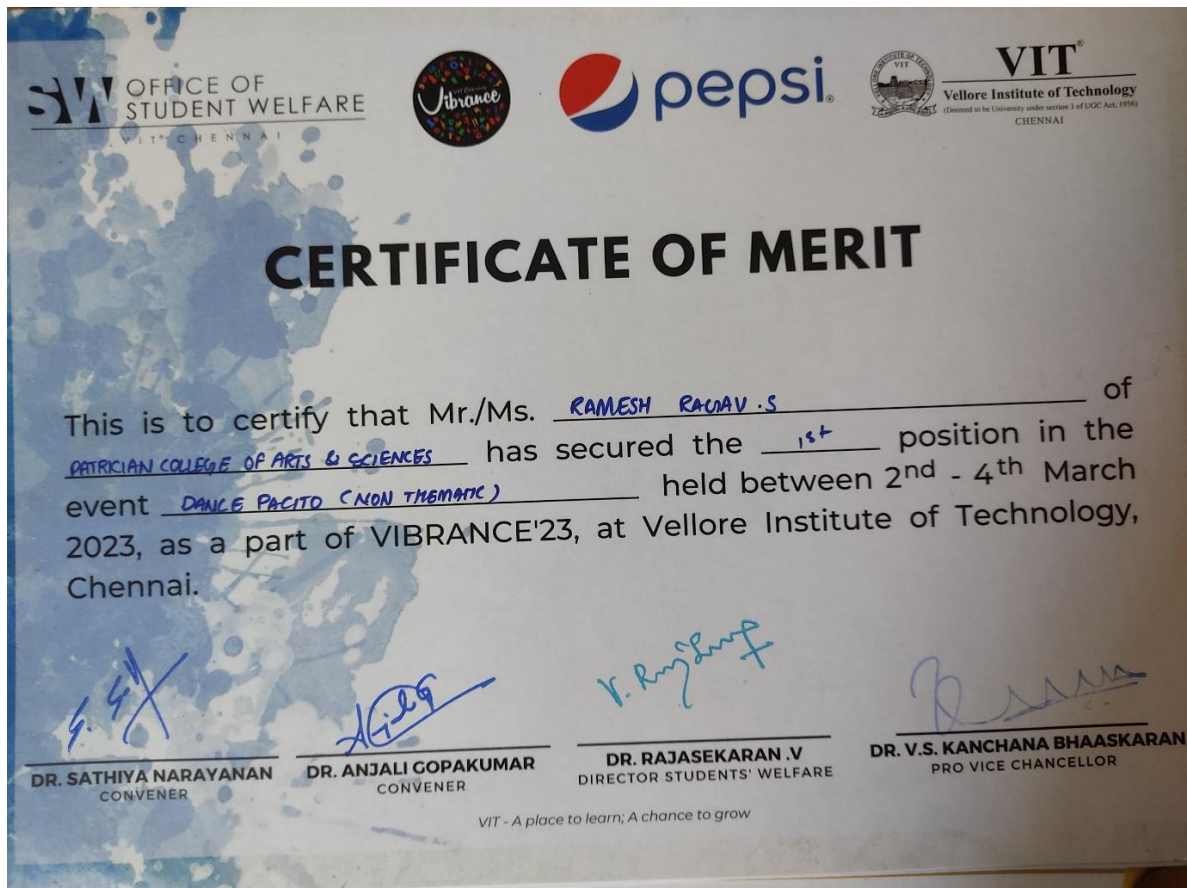 SW OFFICE OF
STUDENT WELFARE
VIT® CHENNAI
VIT CHENNAI
Vibrance
pepsi®
VIT
VIT®
Vellore Institute of Technology
(Deemed to be University under section 3 of UGC Act, 1956)
CHENNAI
CERTIFICATE OF MERIT
This is to certify that Mr./Ms. RAMESH RAGAV.S of
PATRICIAN COLLEGE OF ARTS & SCIENCES has secured the 1st position in the
event DANCE PACITO (NON THEMATIC) held between 2nd - 4th March
2023, as a part of VIBRANCE'23, at Vellore Institute of Technology,
Chennai.
DR. SATHIYA NARAYANAN
CONVENER
DR. ANJALI GOPAKUMAR
CONVENER
DR. RAJASEKARAN .V
DIRECTOR STUDENTS' WELFARE
DR. V.S. KANCHANA BHAASKARAN
PRO VICE CHANCELLOR
VIT - A place to learn; A chance to grow